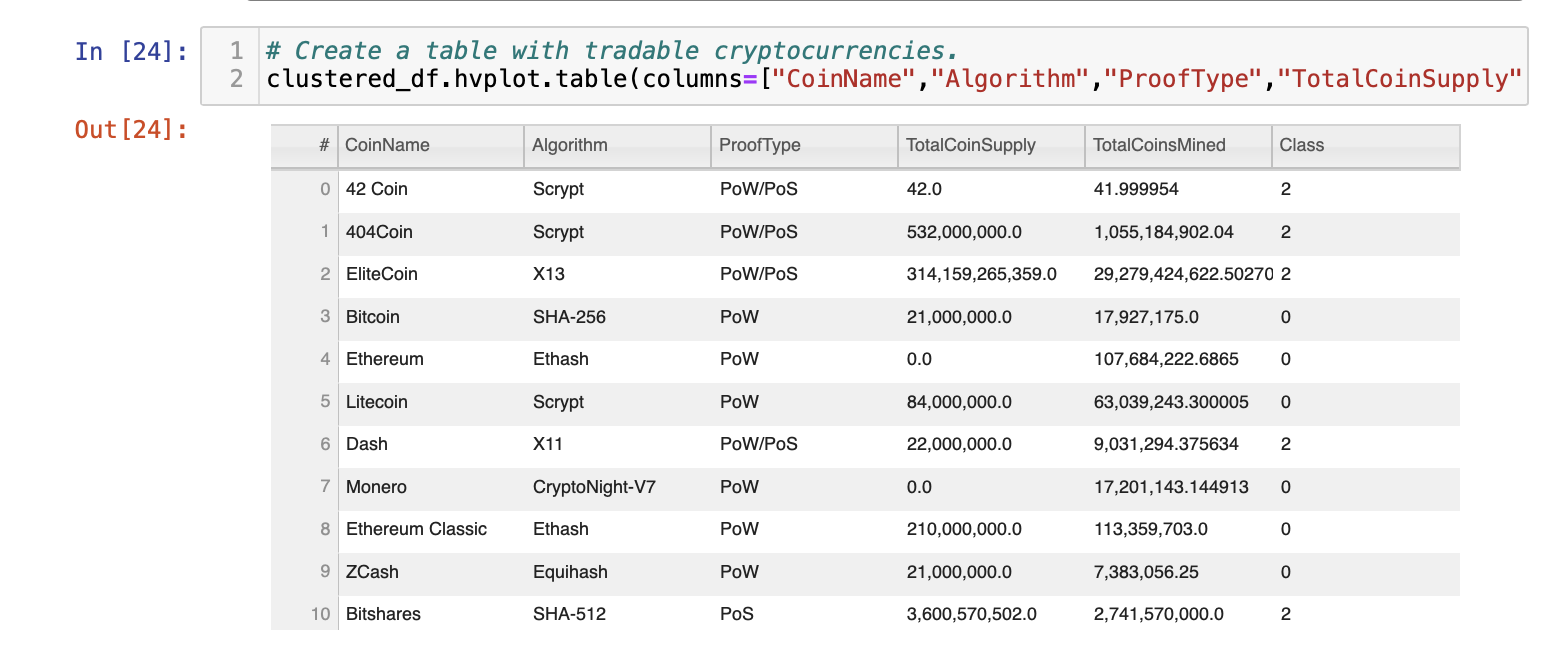 In [24]:
1 # Create a table with tradable cryptocurrencies.
2 clustered_df.hvplot.table(columns=["CoinName","Algorithm","ProofType","TotalCoinSupply"
Out[24]:
# CoinName Algorithm ProofType TotalCoinSupply TotalCoinsMined Class
0 42 Coin Scrypt PoW/PoS 42.0 41.999954 2
1 404Coin Scrypt PoW/PoS 532,000,000.0 1,055,184,902.04 2
2 EliteCoin X13 PoW/PoS 314,159,265,359.0 29,279,424,622.50270 2
3 Bitcoin SHA-256 PoW 21,000,000.0 17,927,175.0 0
4 Ethereum Ethash PoW 0.0 107,684,222.6865 0
5 Litecoin Scrypt PoW 84,000,000.0 63,039,243.300005 0
6 Dash X11 PoW/PoS 22,000,000.0 9,031,294.375634 2
7 Monero CryptoNight-V7 PoW 0.0 17,201,143.144913 0
8 Ethereum Classic Ethash PoW 210,000,000.0 113,359,703.0 0
9 ZCash Equihash PoW 21,000,000.0 7,383,056.25 0
10 Bitshares SHA-512 PoS 3,600,570,502.0 2,741,570,000.0 2